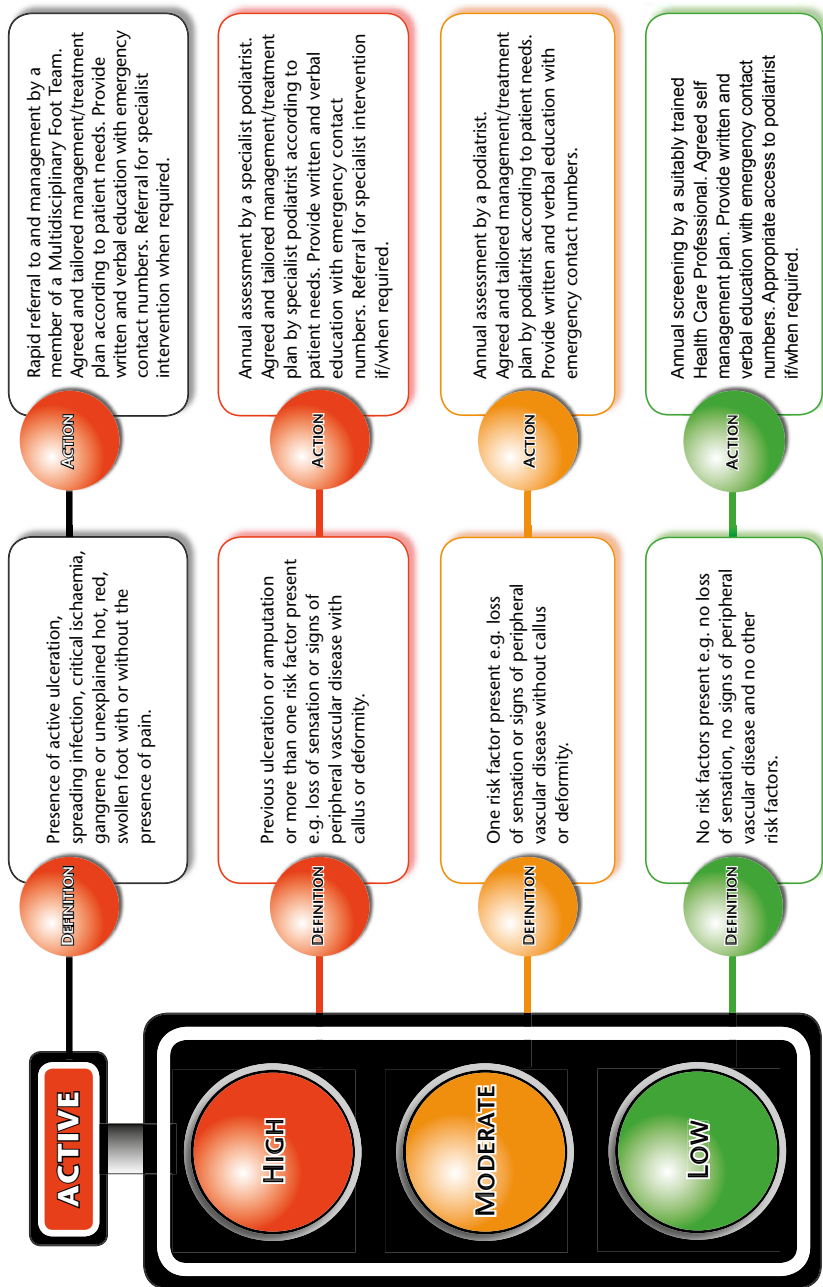 ACTIVE
DEFINITION
Presence of active ulceration,
spreading infection, critical ischaemia,
gangrene or unexplained hot, red,
swollen foot with or without the
presence of pain.
ACTION
Rapid referral to and management by a
member of a Multidisciplinary Foot Team.
Agreed and tailored management/treatment
plan according to patient needs. Provide
written and verbal education with emergency
contact numbers. Referral for specialist
intervention when required.
HIGH
DEFINITION
Previous ulceration or amputation
or more than one risk factor present
e.g. loss of sensation or signs of
peripheral vascular disease with
callus or deformity.
ACTION
Annual assessment by a specialist podiatrist.
Agreed and tailored management/treatment
plan by specialist podiatrist according to
patient needs. Provide written and verbal
education with emergency contact
numbers. Referral for specialist intervention
if/when required.
MODERATE
DEFINITION
One risk factor present e.g. loss
of sensation or signs of peripheral
vascular disease without callus
or deformity.
ACTION
Annual assessment by a podiatrist.
Agreed and tailored management/treatment
plan by podiatrist according to patient needs.
Provide written and verbal education with
emergency contact numbers.
LOW
DEFINITION
No risk factors present e.g. no loss
of sensation, no signs of peripheral
vascular disease and no other
risk factors.
ACTION
Annual screening by a suitably trained
Health Care Professional. Agreed self
management plan. Provide written and
verbal education with emergency contact
numbers. Appropriate access to podiatrist
if/when required.